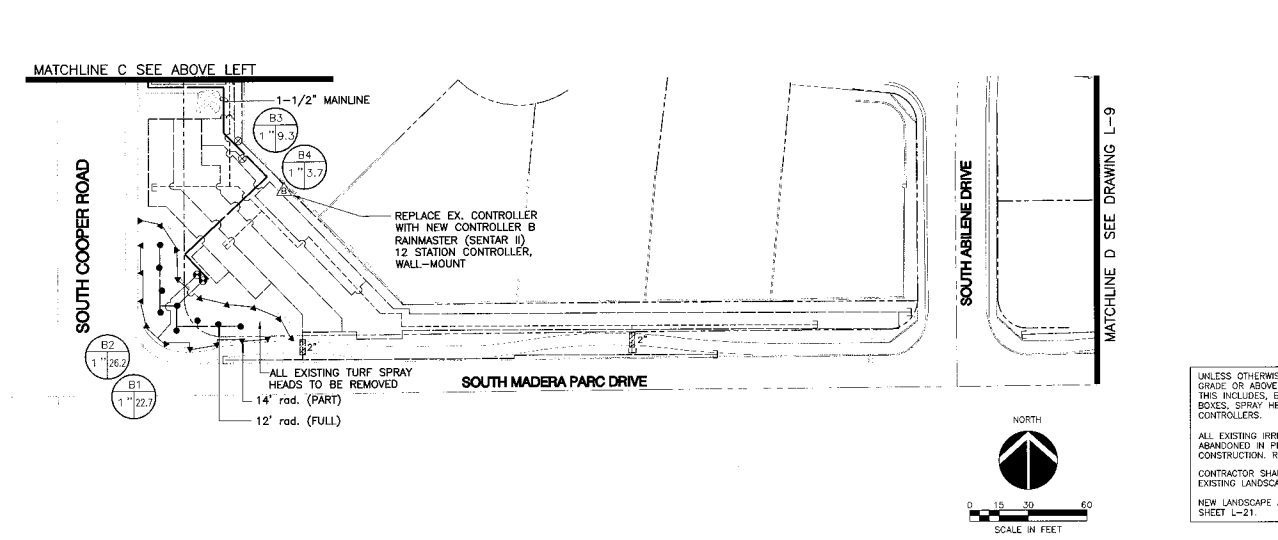 MATCHLINE C SEE ABOVE LEFT
1-1/2" MAINLINE
B3
1" 9.3
B4
1" 3.7
B
REPLACE EX. CONTROLLER
WITH NEW CONTROLLER B
RAINMASTER (SENTAR II)
12 STATION CONTROLLER,
WALL-MOUNT
SOUTH COOPER ROAD
SOUTH ABILENE DRIVE
MATCHLINE D SEE DRAWING L-9
B2
1" 26.2
B1
1" 22.7
2"
2"
ALL EXISTING TURF SPRAY
HEADS TO BE REMOVED
14' rad. (PART)
12' rad. (FULL)
SOUTH MADERA PARC DRIVE
NORTH
0 15 30 60
SCALE IN FEET
UNLESS OTHERWIS
GRADE OR ABOVE
THIS INCLUDES, B
BOXES, SPRAY HE
CONTROLLERS.
ALL EXISTING IRRI
ABANDONED IN P
CONSTRUCTION. R
CONTRACTOR SHAL
EXISTING LANDSCA
NEW LANDSCAPE
SHEET L-21.